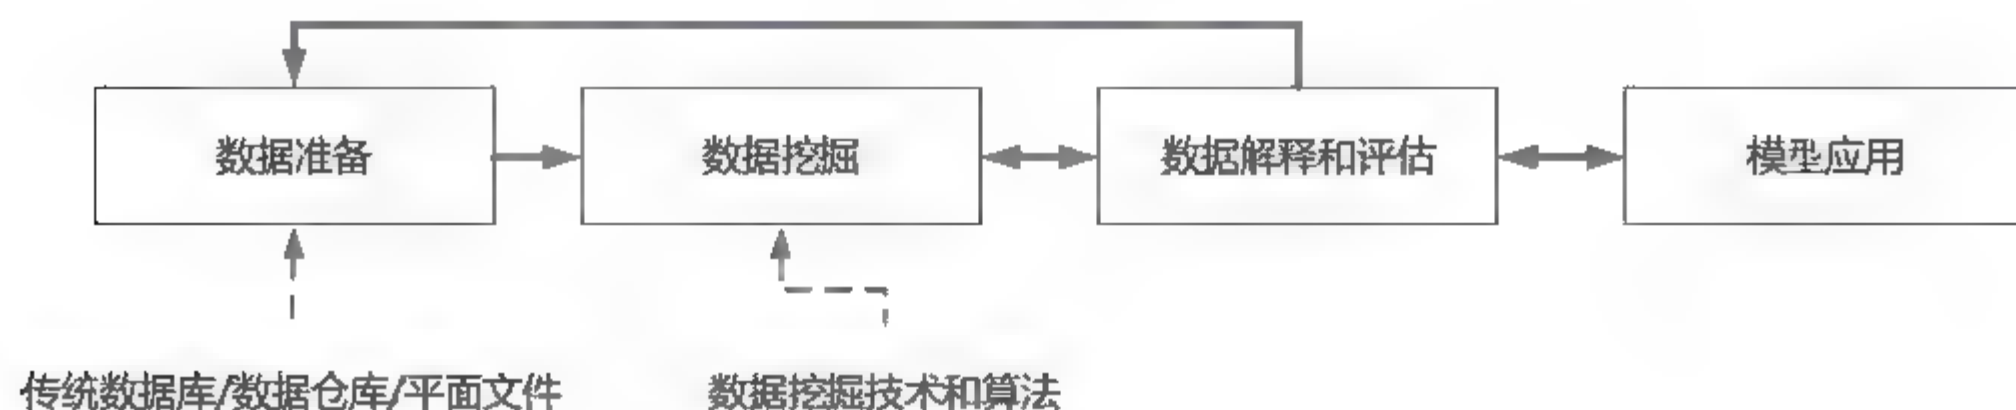 数据准备
数据挖掘
数据解释和评估
模型应用
传统数据库/数据仓库/平面文件
数据挖掘技术和算法